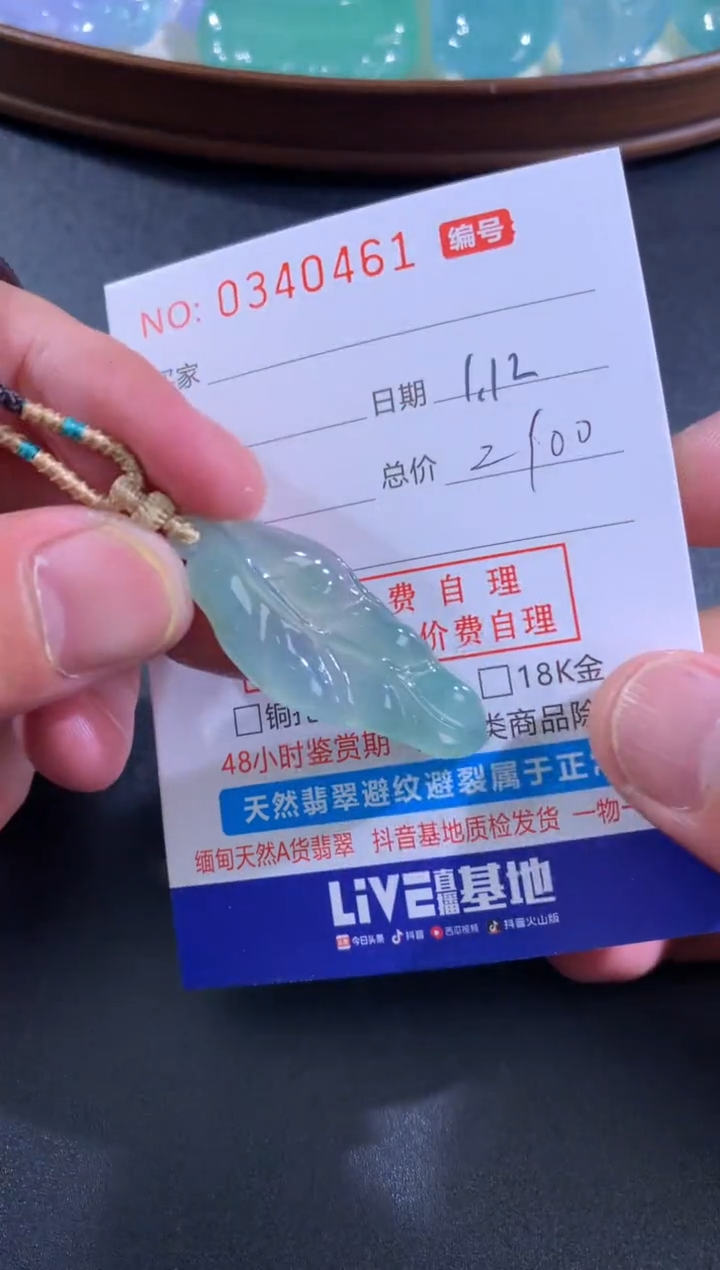 NO: 0340461 编号
家
日期 1.12
总价 2100
费自理
价费自理
18K金
铜
类商品除
48小时鉴赏期
天然翡翠避纹避裂属于正
缅甸天然A货翡翠 抖音基地质检发货 一物一
LIVE直播基地
今日头条 抖音 西瓜视频 抖音火山版